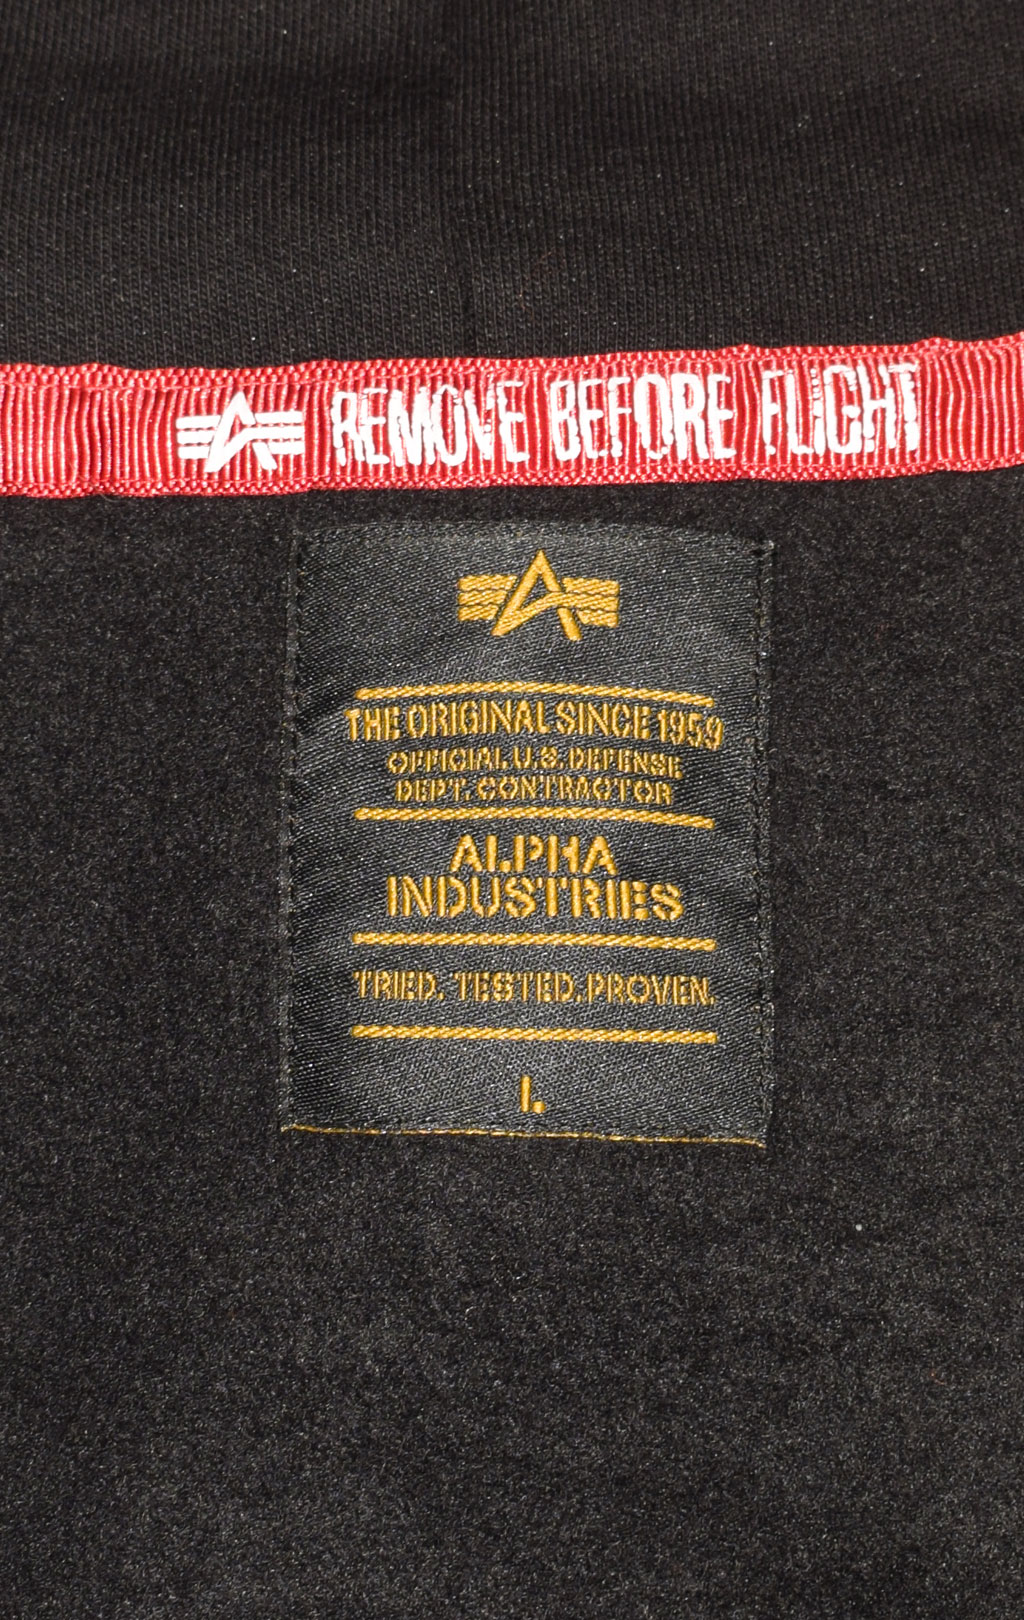 REMOVE BEFORE FLIGHT
THE ORIGINAL SINCE 1959
OFFICIAL U.S. DEFENSE
DEPT. CONTRACTOR
ALPHA
INDUSTRIES
TRIED. TESTED. PROVEN.
L